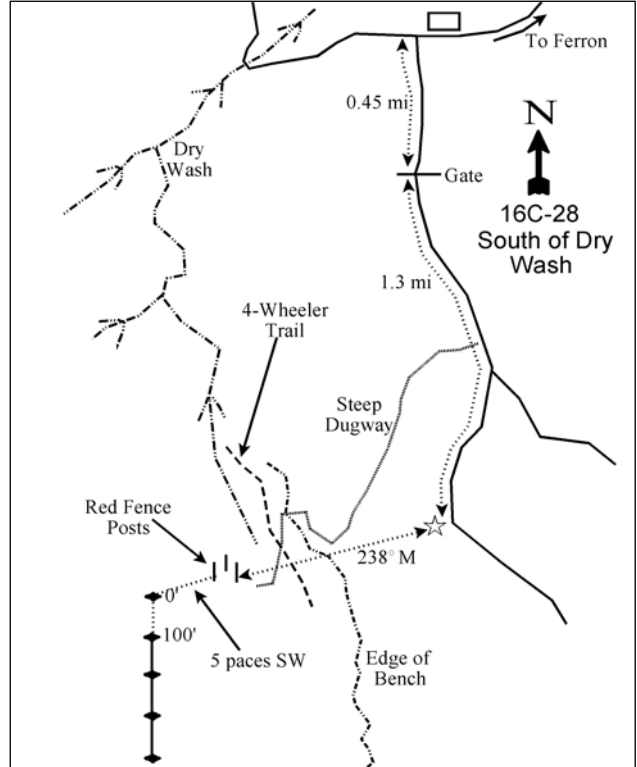 To Ferron
0.45 mi
N
Dry
Wash
Gate
16C-28
South of Dry
Wash
1.3 mi
4-Wheeler
Trail
Steep
Dugway
Red Fence
Posts
238° M
0'
100'
5 paces SW
Edge of
Bench